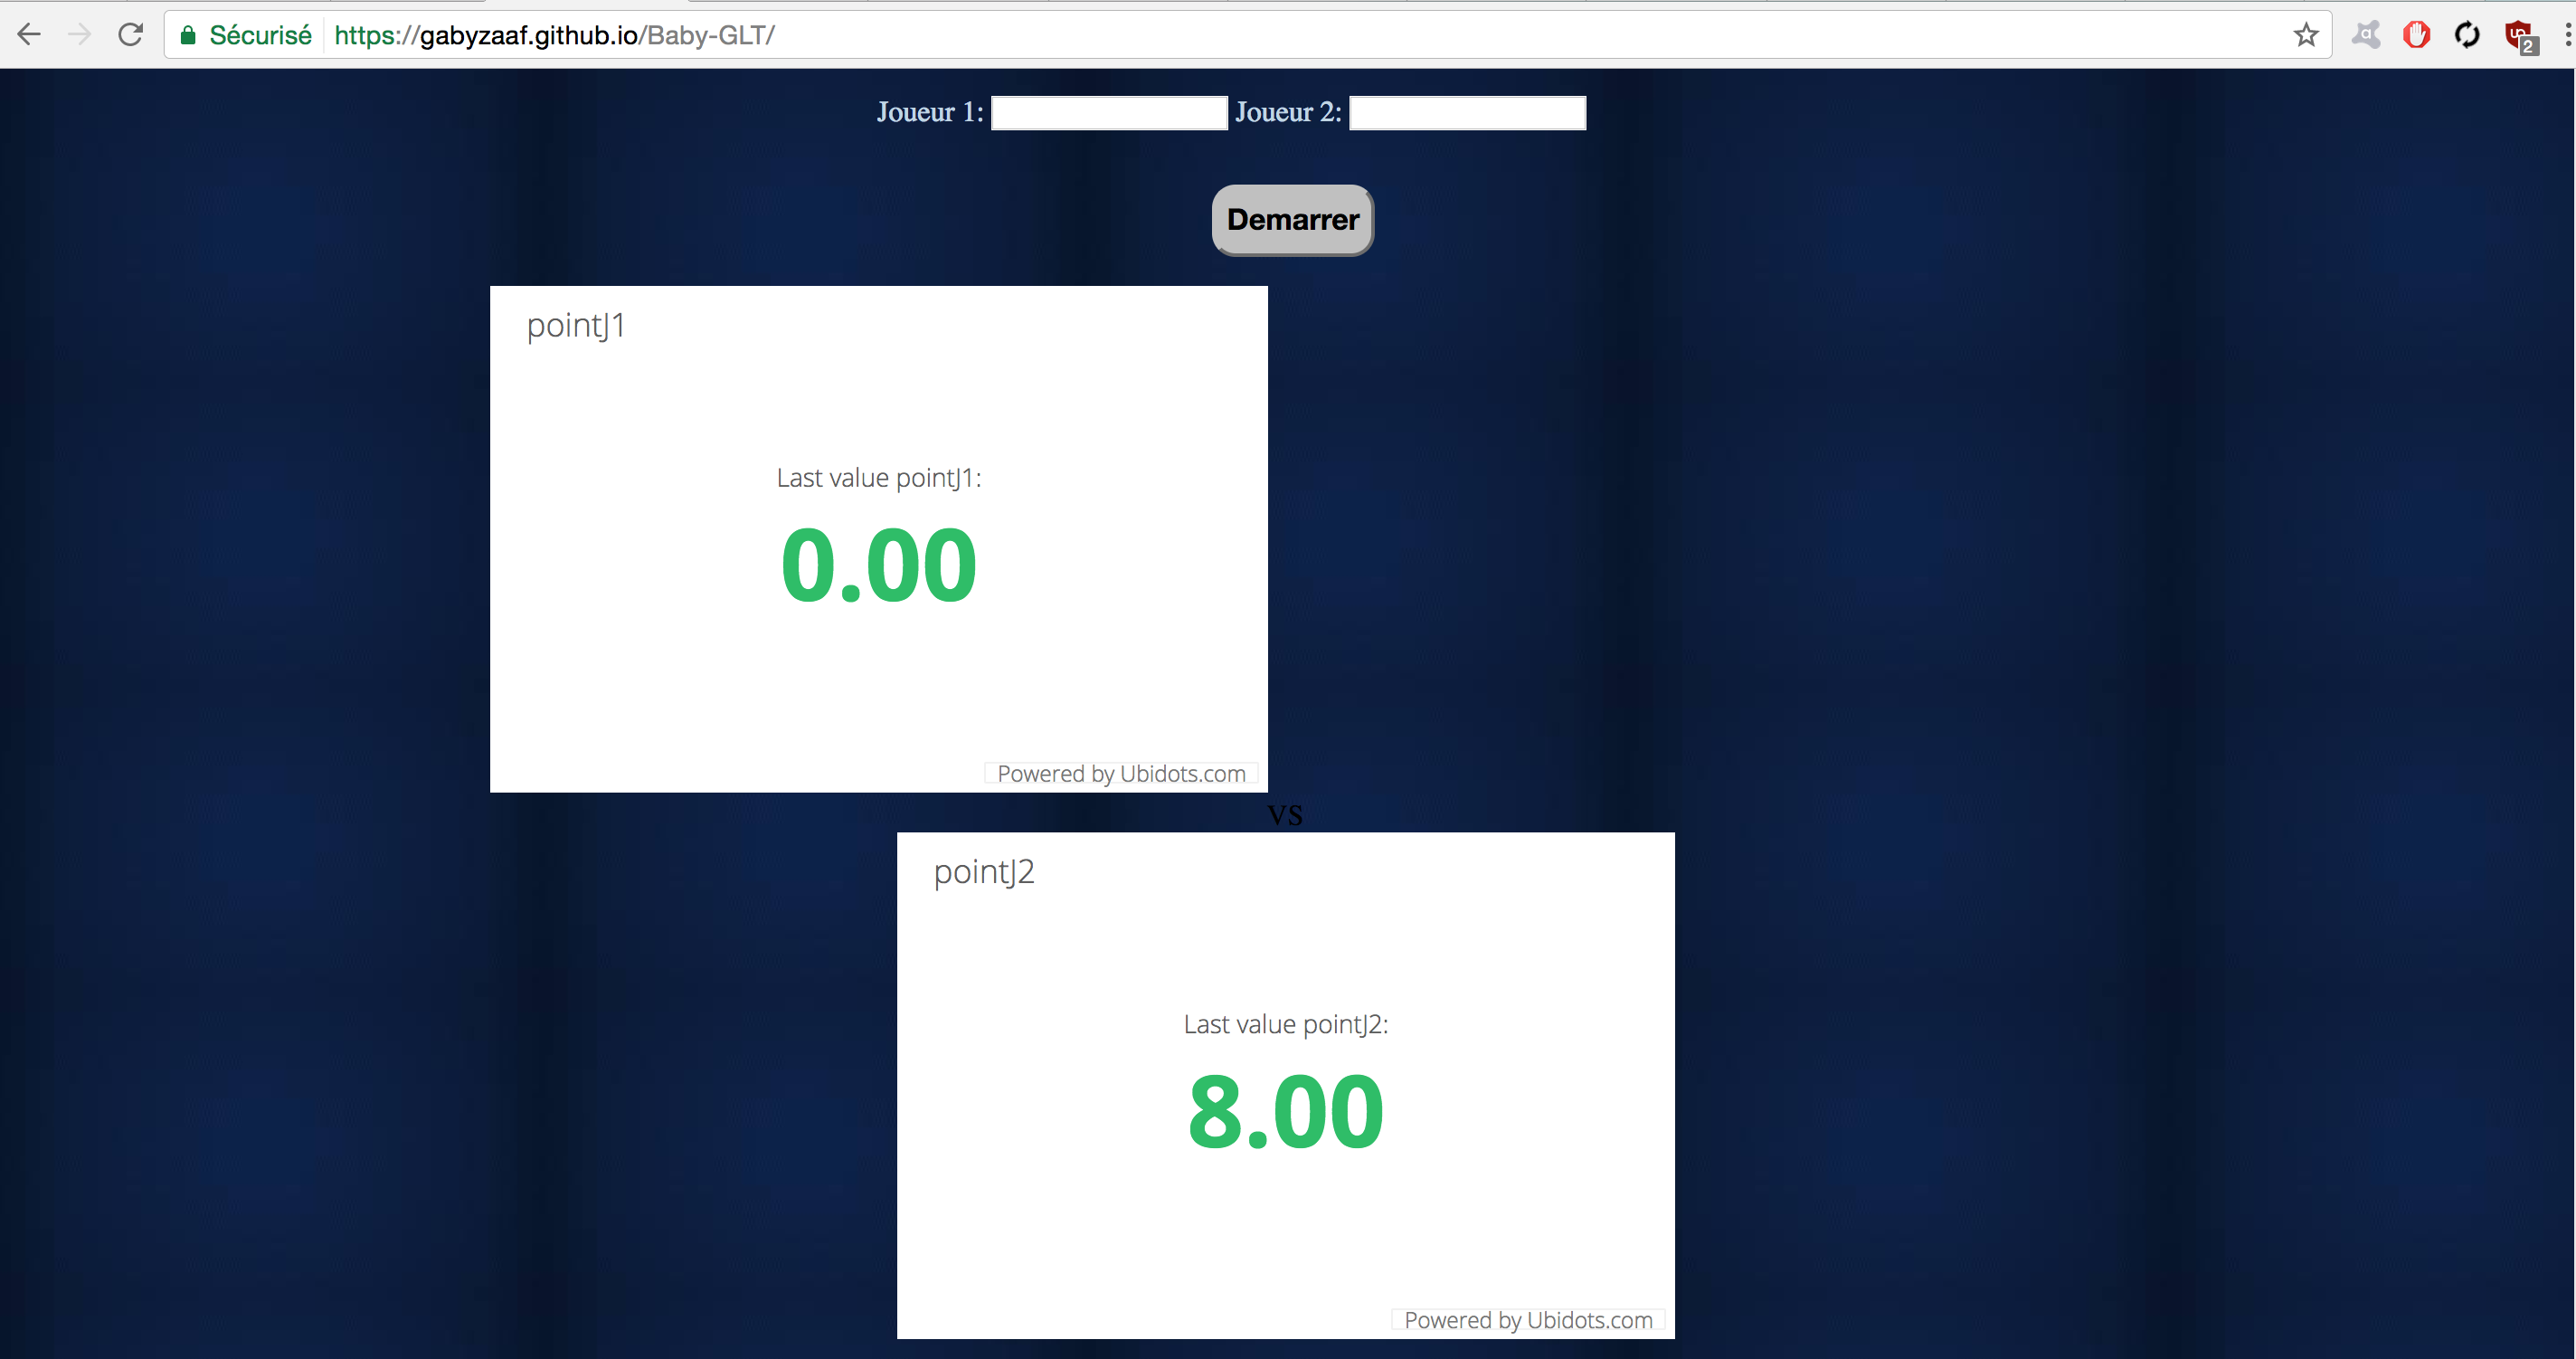 Sécurisé https://gabyzaaf.github.io/Baby-GLT/
2
Joueur 1: Joueur 2:
Demarrer
pointJ1
Last value pointJ1:
0.00
Powered by Ubidots.com
vs
pointJ2
Last value pointJ2:
8.00
Powered by Ubidots.com